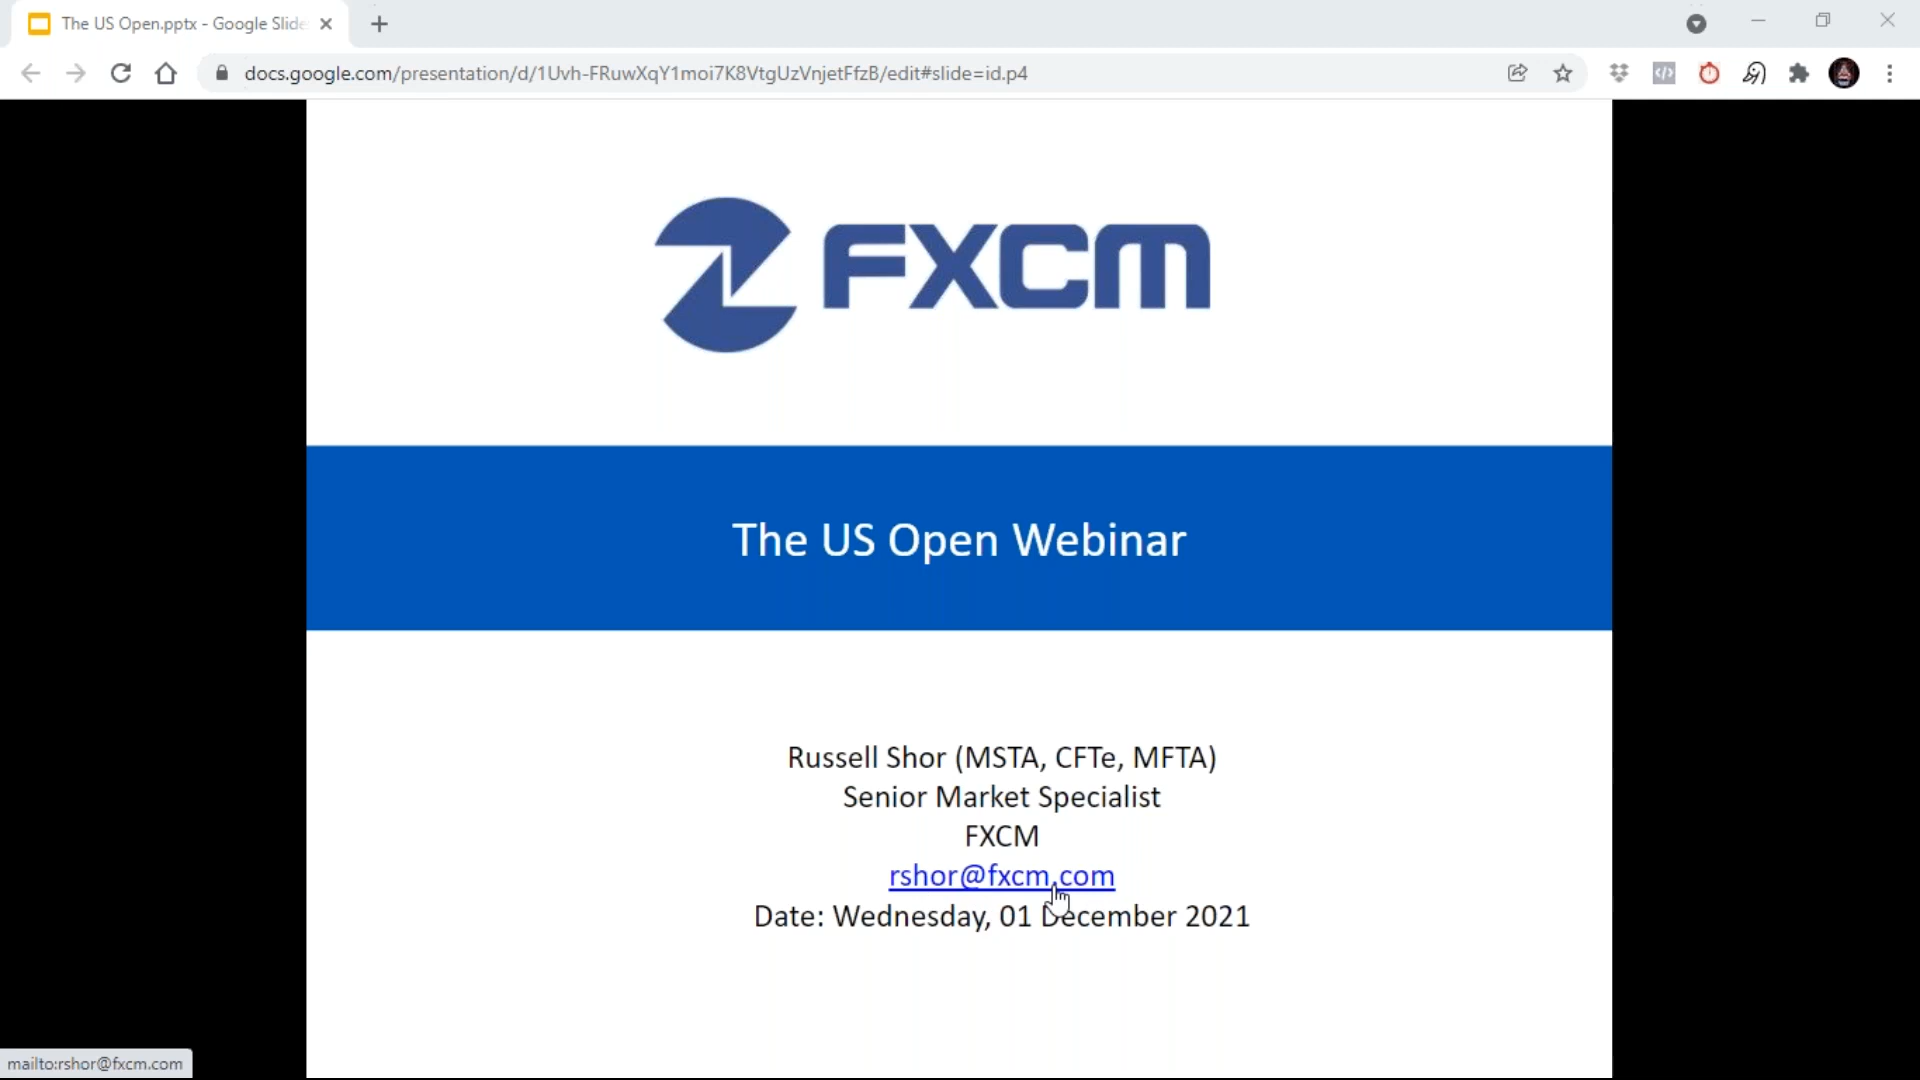 The US Open.pptx - Google Slide
docs.google.com/presentation/d/1Uvh-FRuwXqY1moi7K8VtgUzVnjetFfzB/edit#slide=id.p4
FXCM
The US Open Webinar
Russell Shor (MSTA, CFTe, MFTA)
Senior Market Specialist
FXCM
rshor@fxcm.com
Date: Wednesday, 01 December 2021
mailto:rshor@fxcm.com